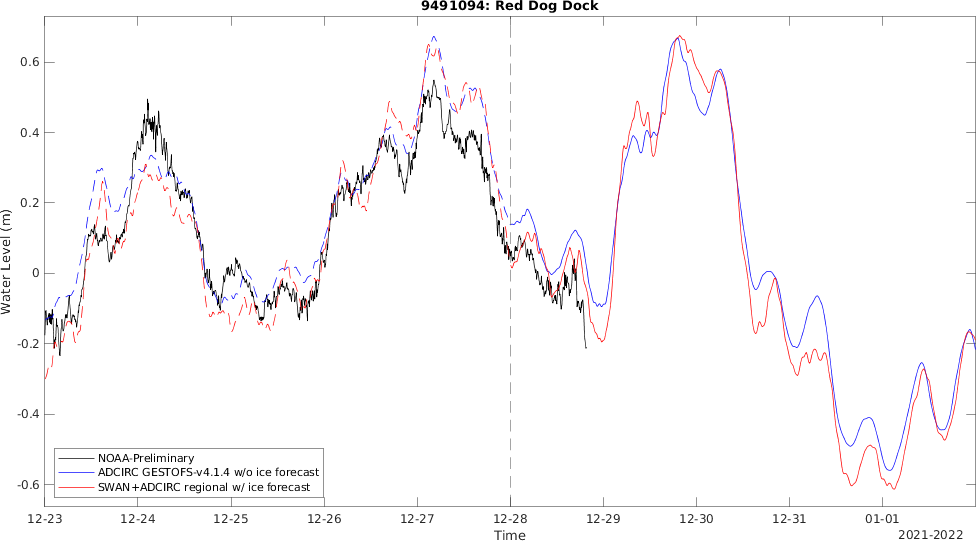 9491094: Red Dog Dock
Water Level (m)
0.6
0.4
0.2
0
-0.2
-0.4
-0.6
NOAA-Preliminary
ADCIRC GESTOFS-v4.1.4 w/o ice forecast
SWAN+ADCIRC regional w/ ice forecast
12-23 12-24 12-25 12-26 12-27 12-28 12-29 12-30 12-31 01-01
Time
2021-2022